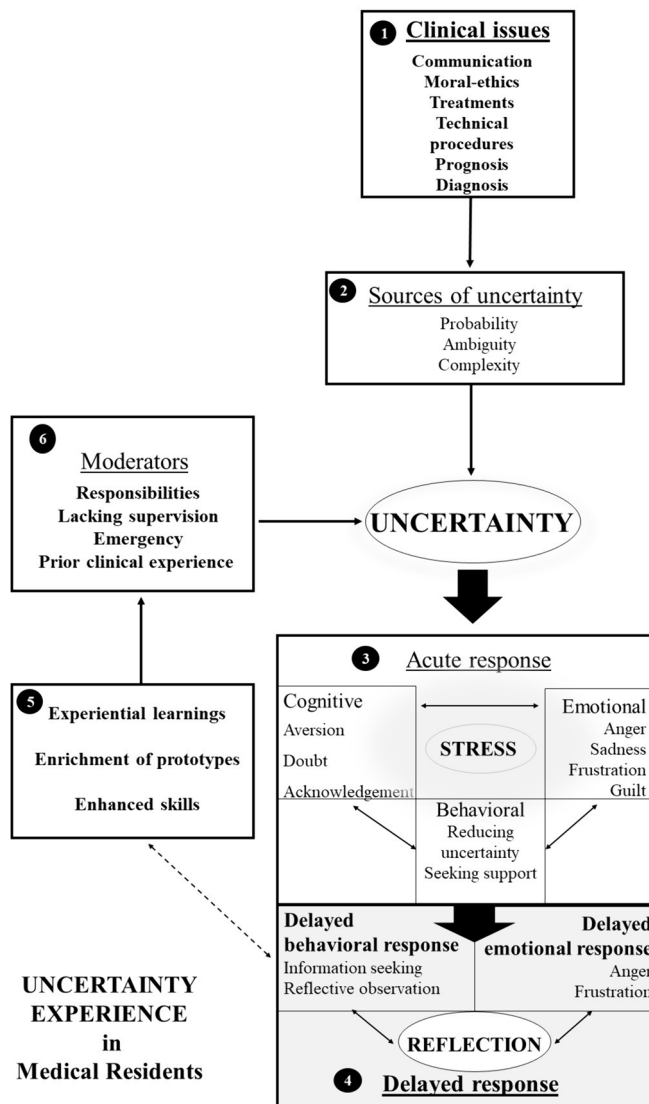 1 Clinical issues
Communication
Moral-ethics
Treatments
Technical
procedures
Prognosis
Diagnosis
2 Sources of uncertainty
Probability
Ambiguity
Complexity
6
Moderators
Responsibilities
Lacking supervision
Emergency
Prior clinical experience
UNCERTAINTY
3 Acute response
Cognitive
Aversion
Doubt
Acknowledgement
STRESS
Emotional
Anger
Sadness
Frustration
Guilt
Behavioral
Reducing
uncertainty
Seeking support
5
Experiential learnings
Enrichment of prototypes
Enhanced skills
Delayed
behavioral response
Information seeking
Reflective observation
Delayed
emotional response
Anger
Frustration
REFLECTION
4 Delayed response
UNCERTAINTY
EXPERIENCE
in
Medical Residents